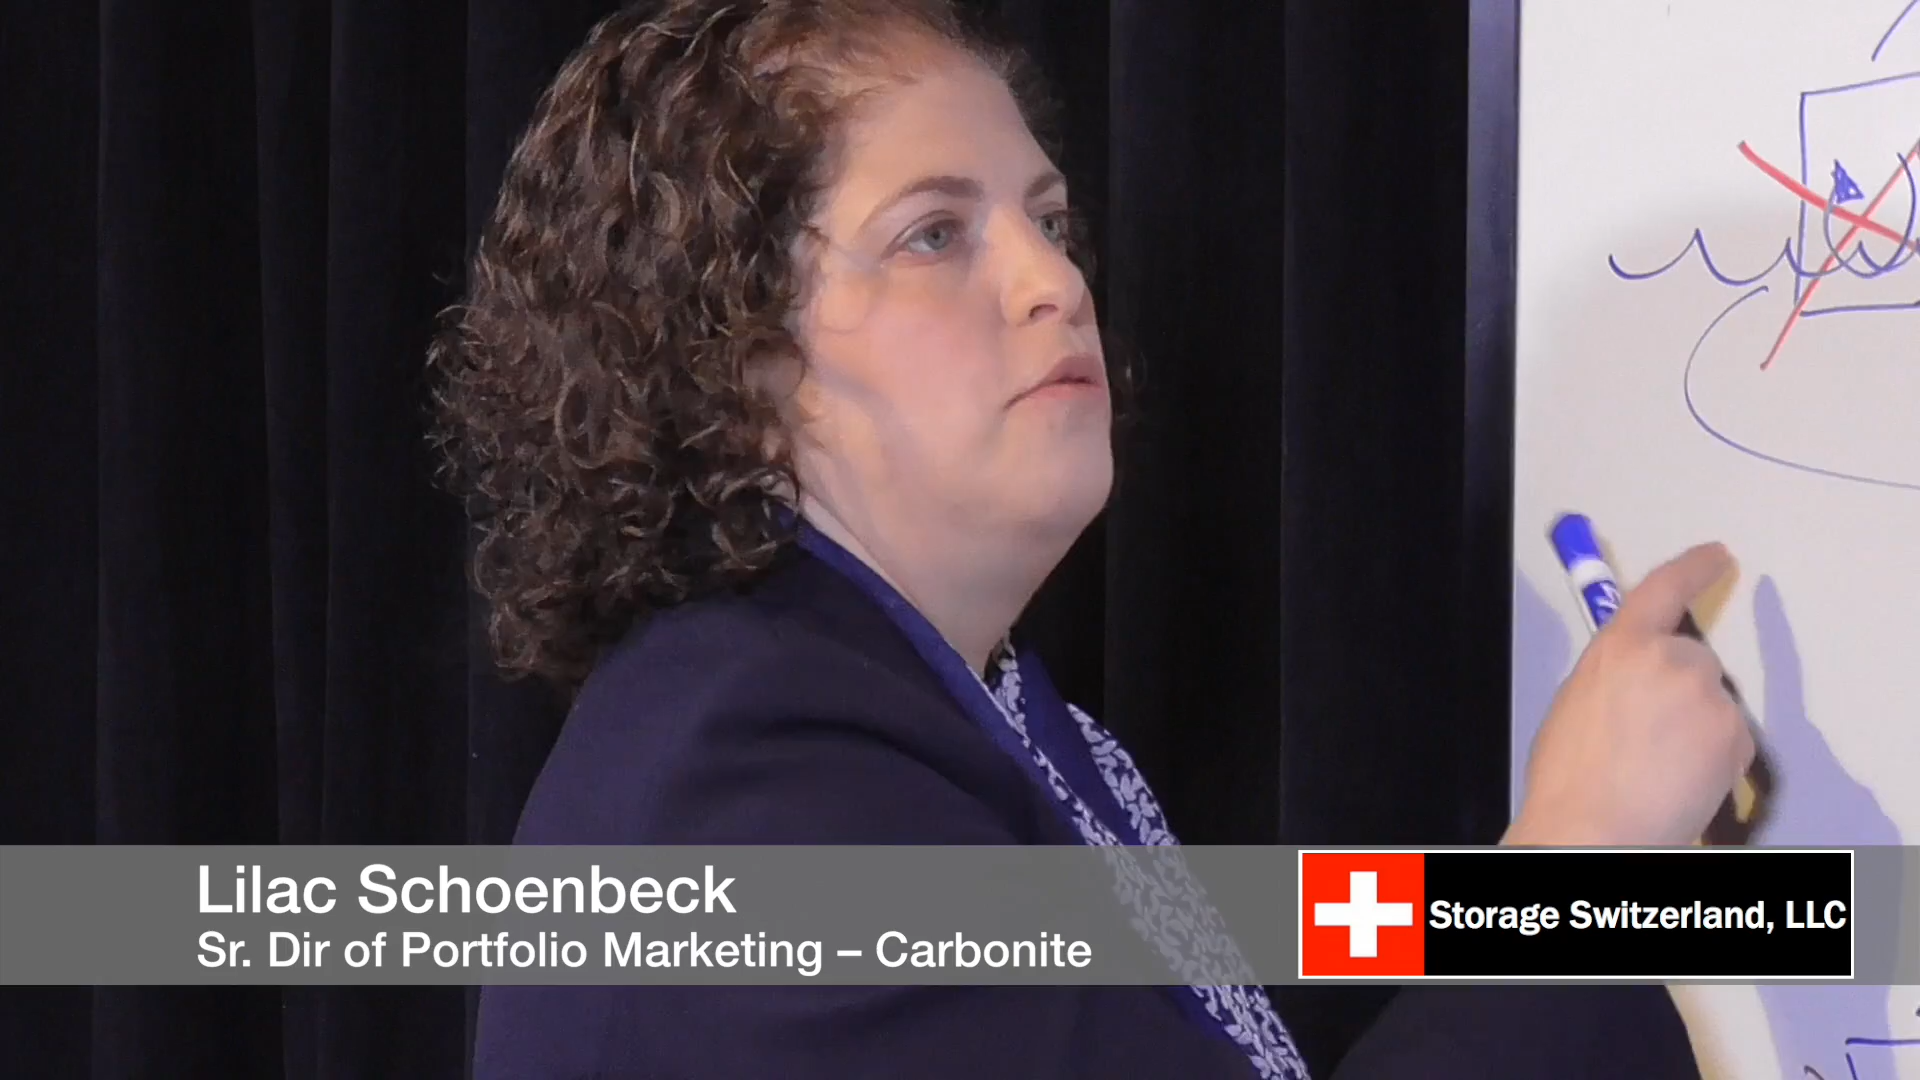 Lilac Schoenbeck
Sr. Dir of Portfolio Marketing – Carbonite
Storage Switzerland, LLC